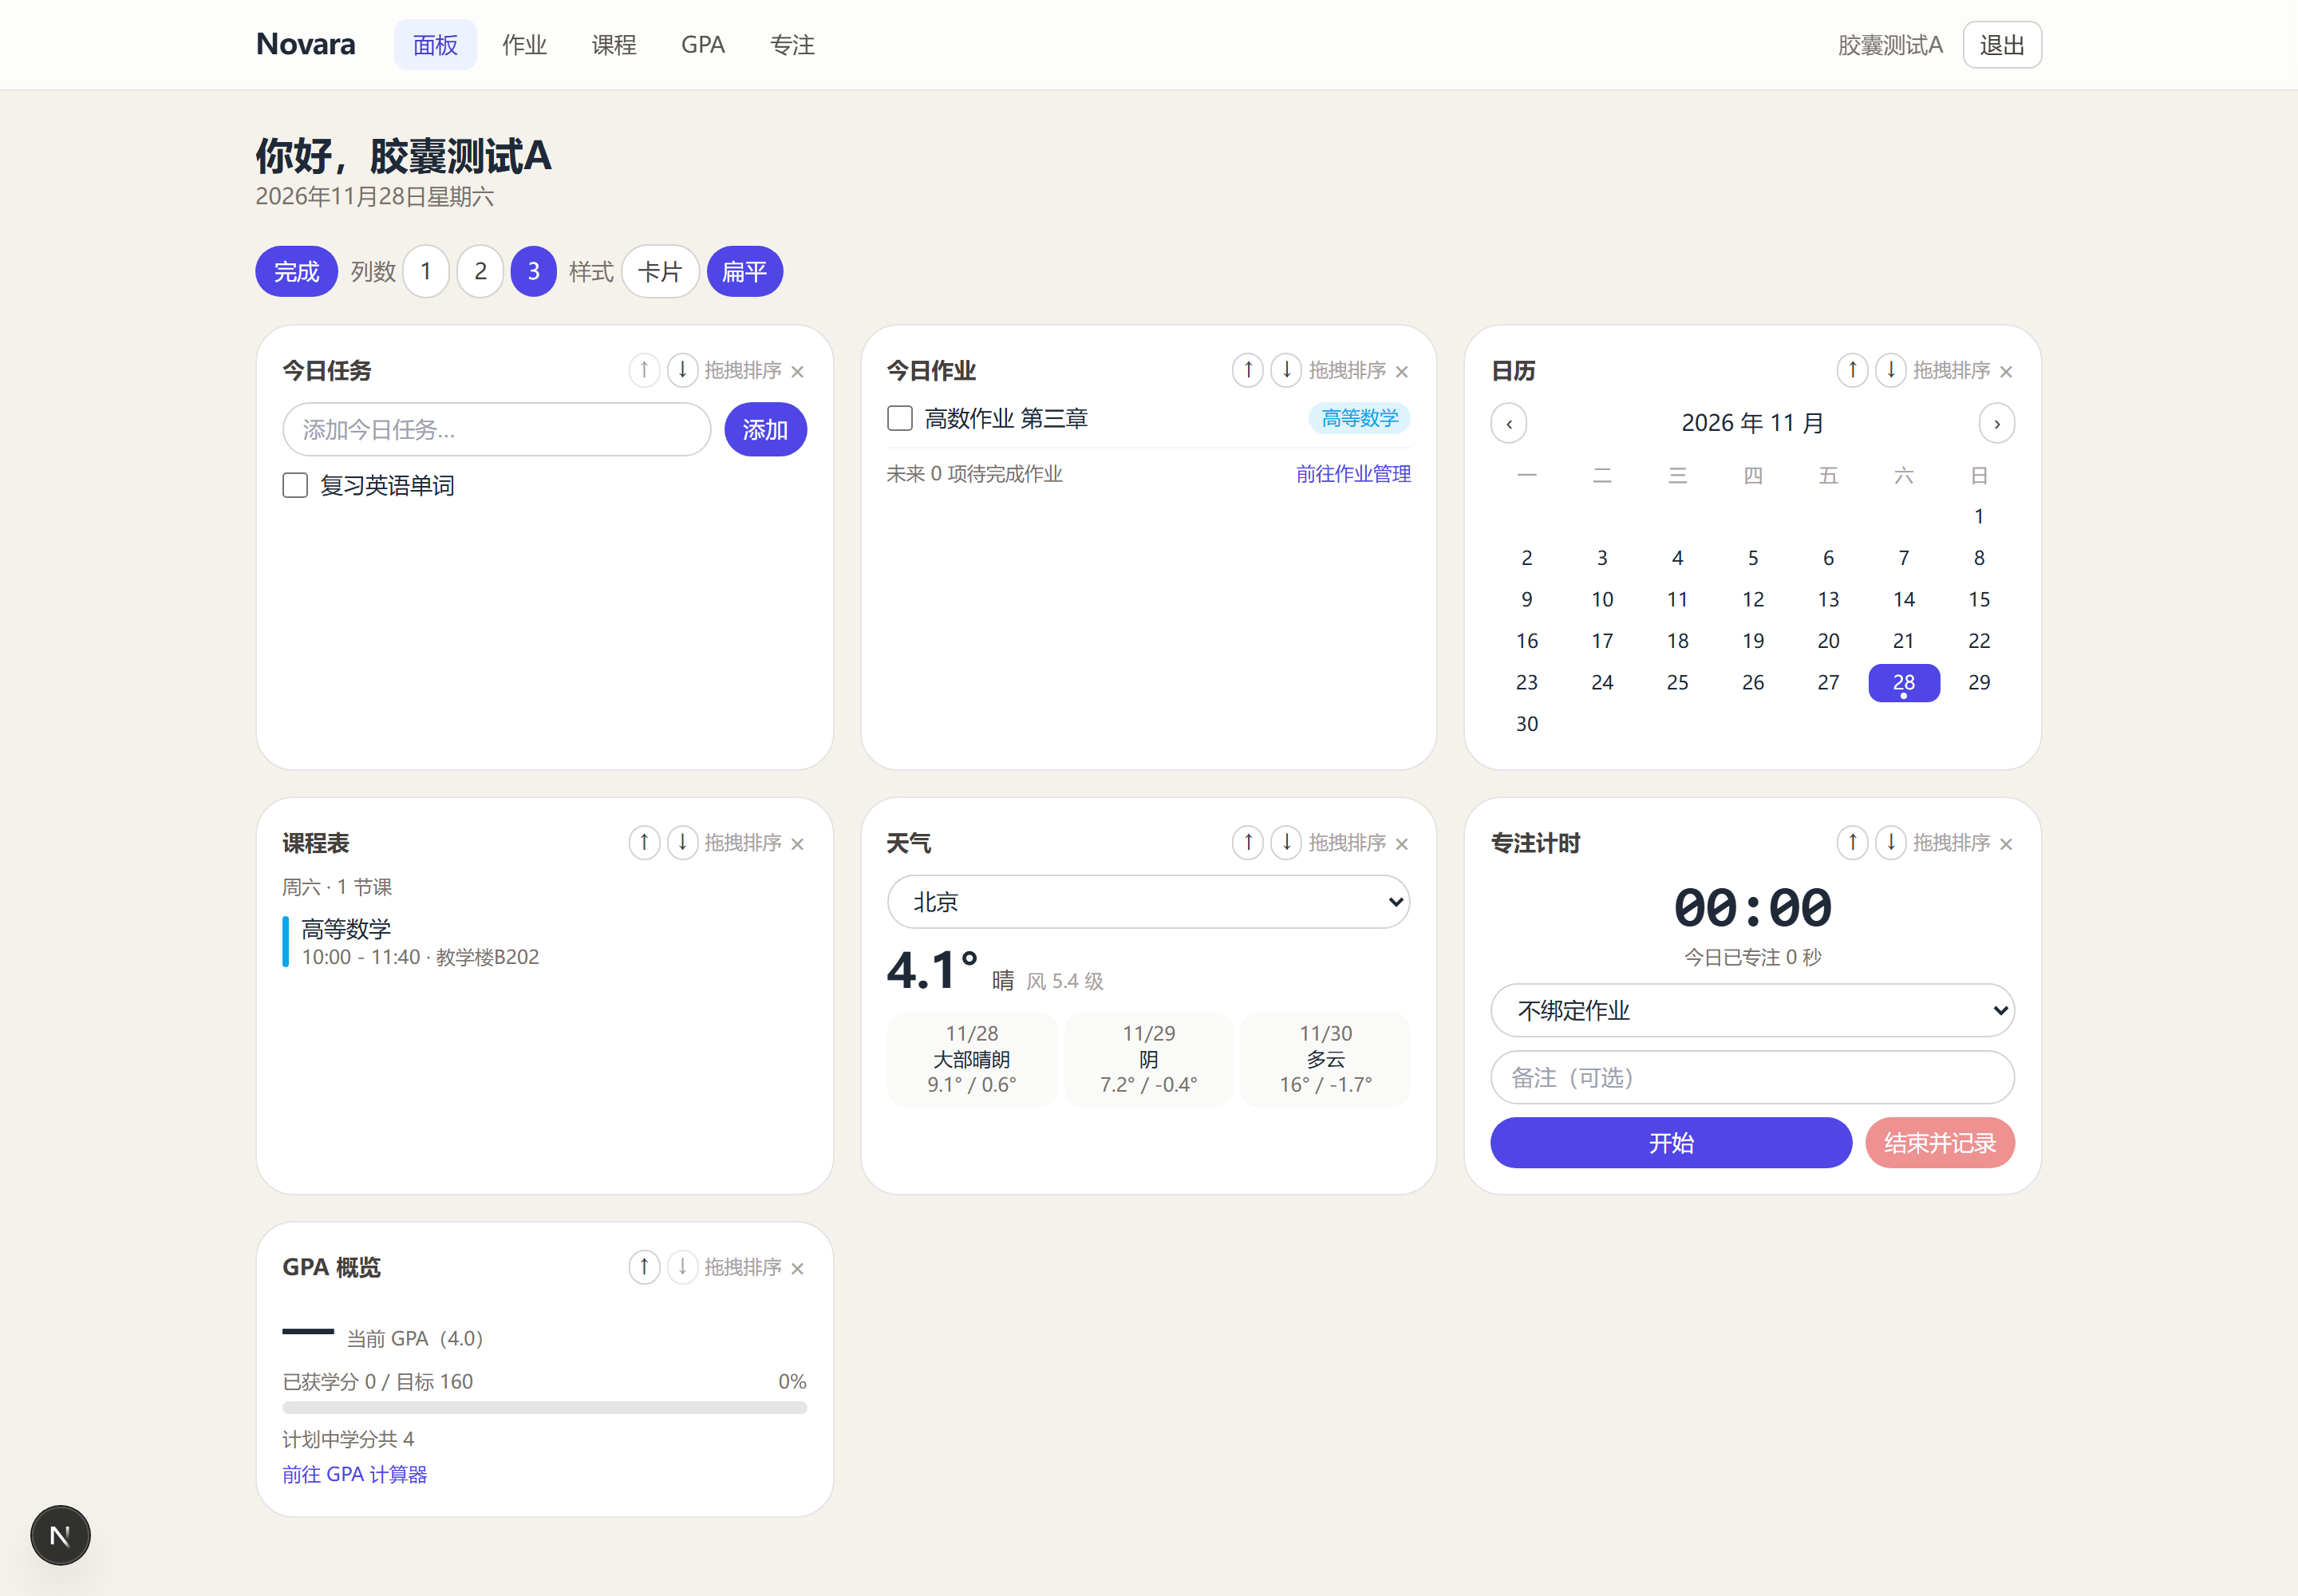 Novara 面板 作业 课程 GPA 专注 胶囊测试A 退出
你好，胶囊测试A
2026年11月28日星期六
完成 列数 1 2 3 样式 卡片 扁平
今日任务 ↑ ↓ 拖拽排序 ×
添加今日任务... 添加
复习英语单词
今日作业 ↑ ↓ 拖拽排序 ×
高数作业 第三章 高等数学
未来 0 项待完成作业 前往作业管理
日历 ↑ ↓ 拖拽排序 ×
‹ 2026 年 11 月 ›
一 二 三 四 五 六 日
1
2 3 4 5 6 7 8
9 10 11 12 13 14 15
16 17 18 19 20 21 22
23 24 25 26 27 28 29
30
课程表 ↑ ↓ 拖拽排序 ×
周六 · 1 节课
高等数学
10:00 - 11:40 · 教学楼B202
天气 ↑ ↓ 拖拽排序 ×
北京
4.1° 晴 风 5.4 级
11/28 11/29 11/30
大部晴朗 阴 多云
9.1° / 0.6° 7.2° / -0.4° 16° / -1.7°
专注计时 ↑ ↓ 拖拽排序 ×
00:00
今日已专注 0 秒
不绑定作业
备注（可选）
开始 结束并记录
GPA 概览 ↑ ↓ 拖拽排序 ×
— 当前 GPA（4.0）
已获学分 0 / 目标 160 0%
计划中学分共 4
前往 GPA 计算器
N